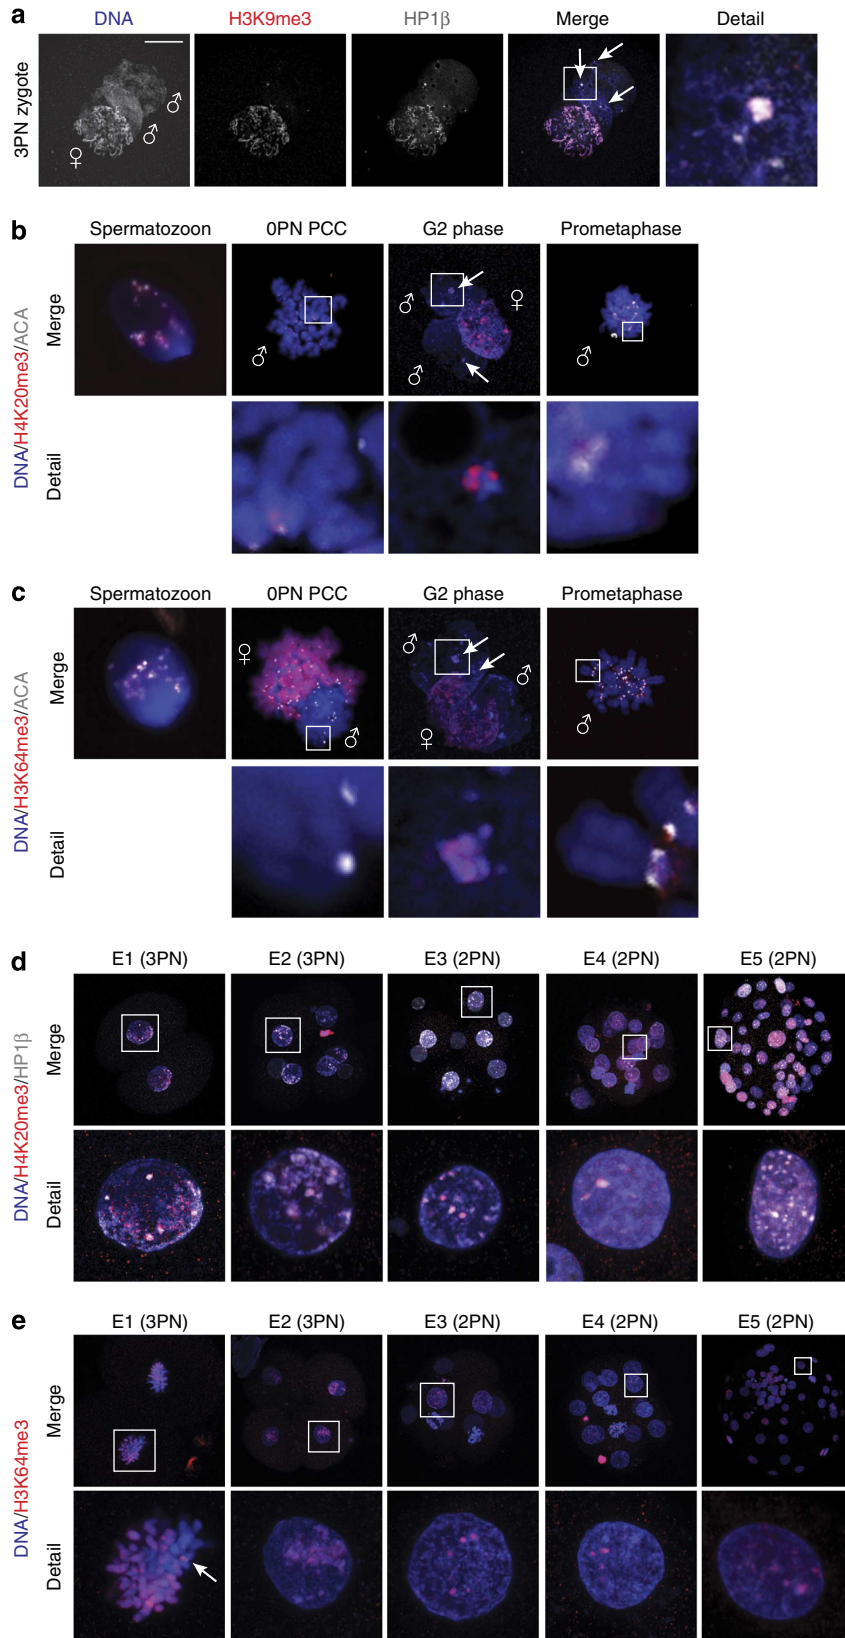 a
DNA H3K9me3 HP1β Merge Detail
3PN zygote
♀ ♂ ♂
b
Spermatozoon 0PN PCC G2 phase Prometaphase
DNA/H4K20me3/ACA
Merge
♂ ♂ ♀ ♂ ♂
Detail
c
Spermatozoon 0PN PCC G2 phase Prometaphase
DNA/H3K64me3/ACA
Merge
♀ ♂ ♂ ♂ ♀ ♂
Detail
d
E1 (3PN) E2 (3PN) E3 (2PN) E4 (2PN) E5 (2PN)
DNA/H4K20me3/HP1β
Merge
Detail
e
E1 (3PN) E2 (3PN) E3 (2PN) E4 (2PN) E5 (2PN)
DNA/H3K64me3
Merge
Detail